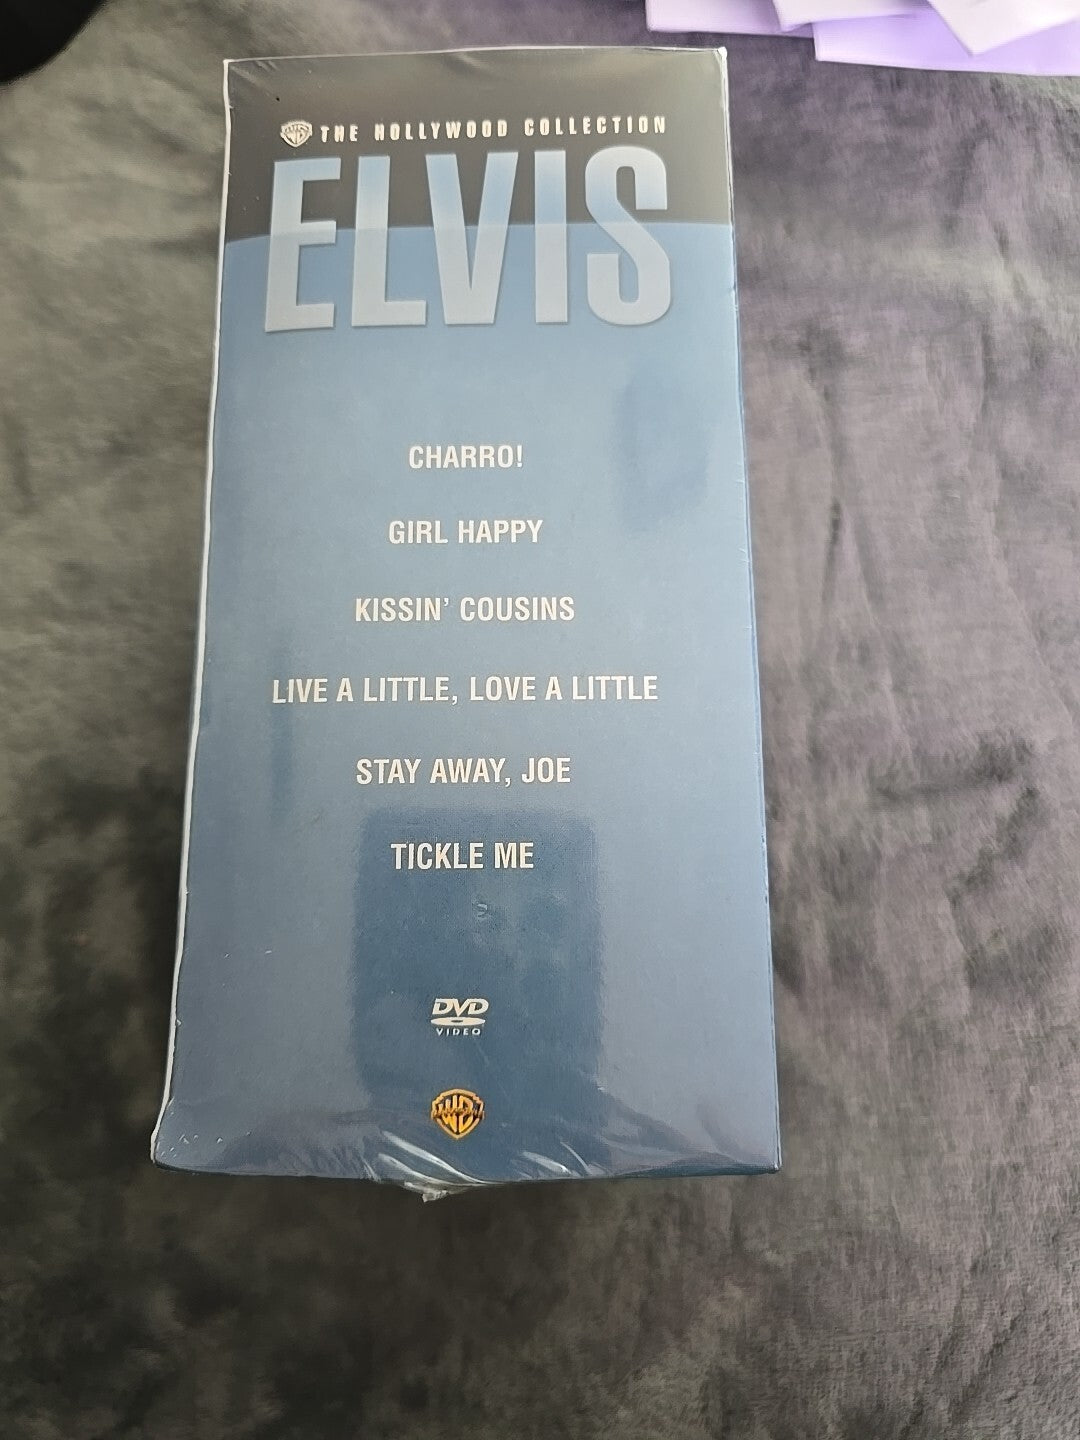 THE HOLLYWOOD COLLECTION
ELVIS
CHARRO!
GIRL HAPPY
KISSIN' COUSINS
LIVE A LITTLE, LOVE A LITTLE
STAY AWAY, JOE
TICKLE ME
DVD
VIDEO